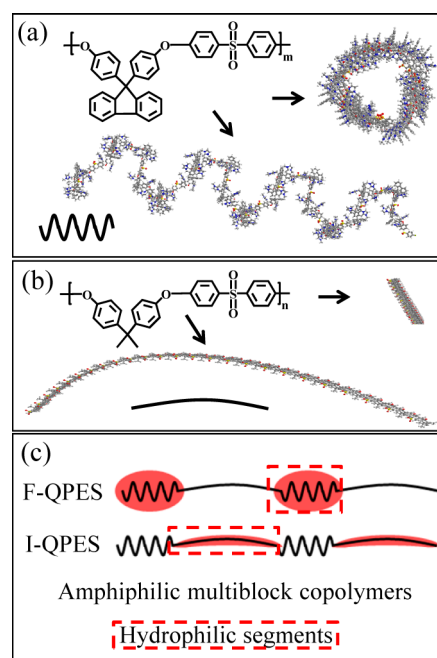 (a)
O
O
O
S
O
m
(b)
O
O
O
S
O
n
(c)
F-QPES
I-QPES
Amphiphilic multiblock copolymers
Hydrophilic segments